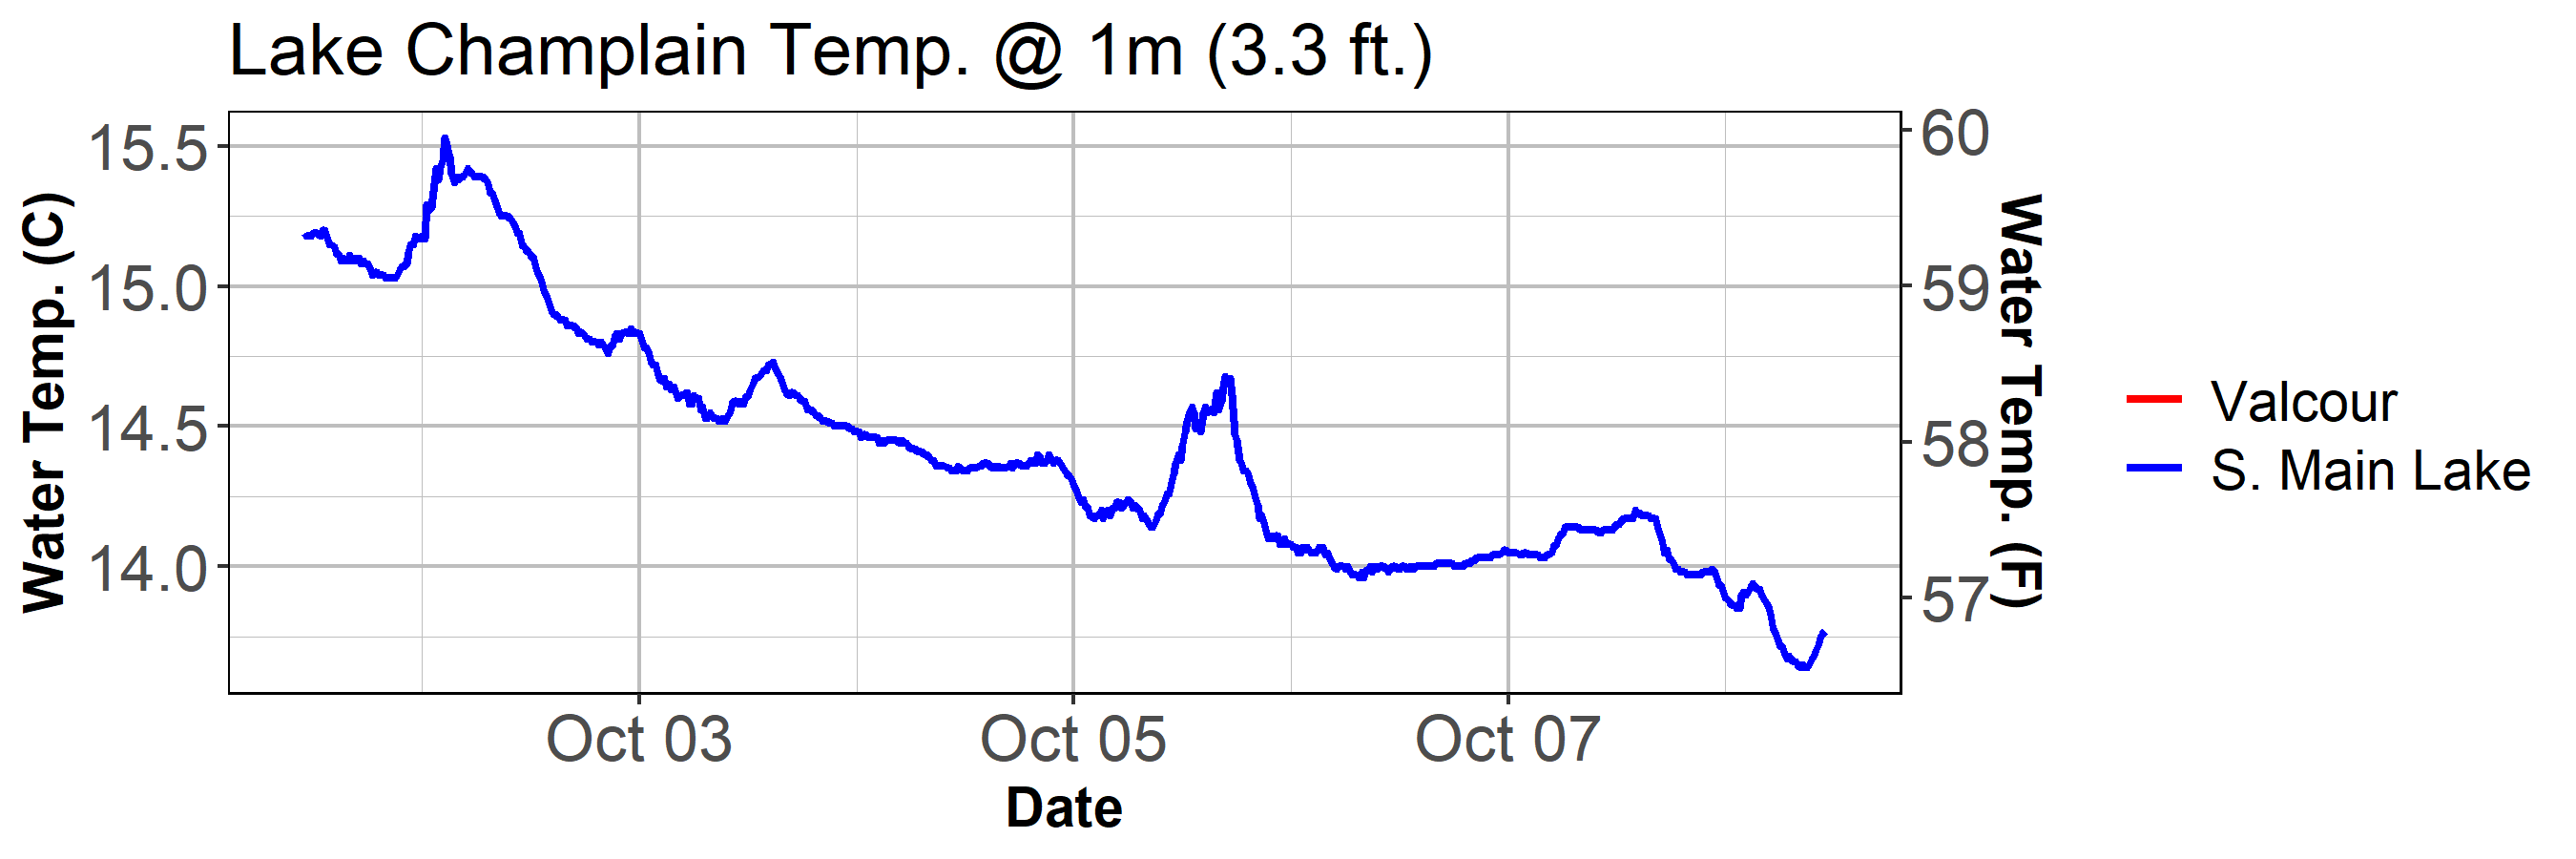 Lake Champlain Temp. @ 1m (3.3 ft.)
Water Temp. (C)
15.5
15.0
14.5
14.0
60
59
58
57
Water Temp. (F)
Oct 03 Oct 05 Oct 07
Date
Valcour
S. Main Lake